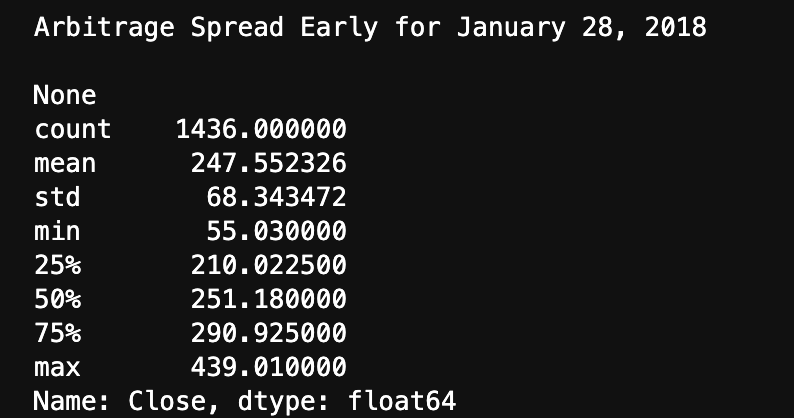 Arbitrage Spread Early for January 28, 2018
None
count    1436.000000
mean      247.552326
std        68.343472
min        55.030000
25%       210.022500
50%       251.180000
75%       290.925000
max       439.010000
Name: Close, dtype: float64